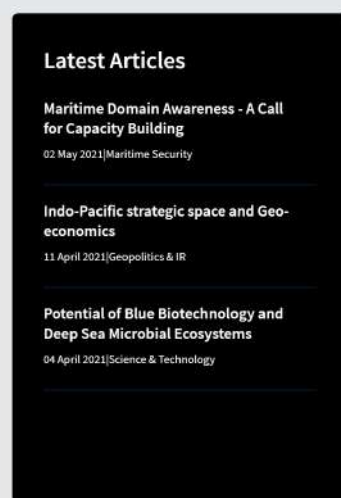 Latest Articles
Maritime Domain Awareness - A Call
for Capacity Building
02 May 2021|Maritime Security
Indo-Pacific strategic space and Geo-
economics
11 April 2021|Geopolitics & IR
Potential of Blue Biotechnology and
Deep Sea Microbial Ecosystems
04 April 2021|Science & Technology